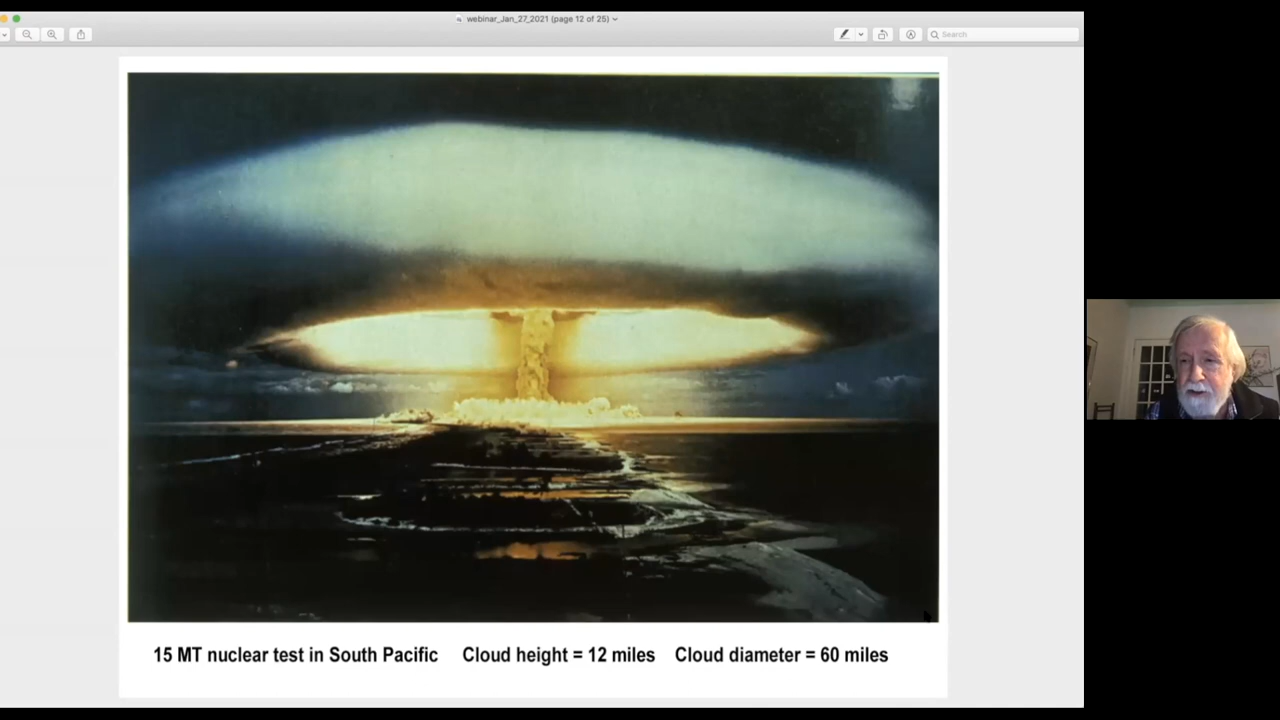 webinar_Jan_27_2021 (page 12 of 25)
Search
15 MT nuclear test in South Pacific Cloud height = 12 miles Cloud diameter = 60 miles